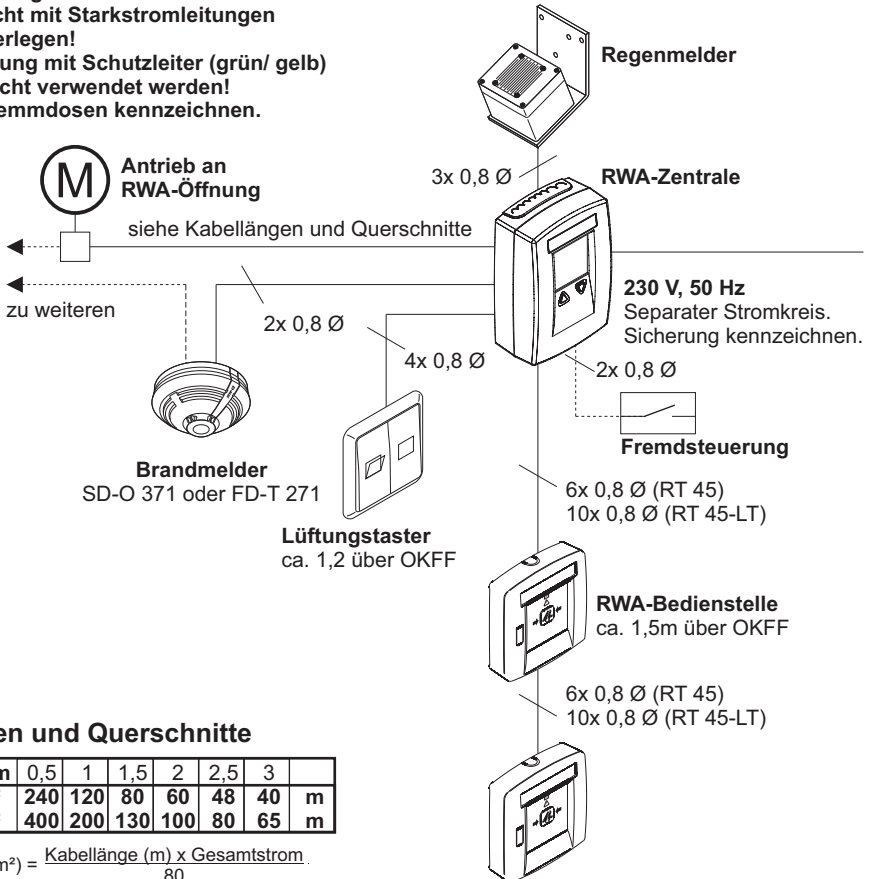 cht mit Starkstromleitungen
erlegen!
ung mit Schutzleiter (grün/ gelb)
cht verwendet werden!
emmdosen kennzeichnen.
Regenmelder
M
Antrieb an
RWA-Öffnung
3x 0,8 Ø
RWA-Zentrale
siehe Kabellängen und Querschnitte
zu weiteren
2x 0,8 Ø
4x 0,8 Ø
230 V, 50 Hz
Separater Stromkreis.
Sicherung kennzeichnen.
2x 0,8 Ø
Fremdsteuerung
Brandmelder
SD-O 371 oder FD-T 271
Lüftungstaster
ca. 1,2 über OKFF
6x 0,8 Ø (RT 45)
10x 0,8 Ø (RT 45-LT)
RWA-Bedienstelle
ca. 1,5m über OKFF
6x 0,8 Ø (RT 45)
10x 0,8 Ø (RT 45-LT)
en und Querschnitte
m 0,5 1 1,5 2 2,5 3
240 120 80 60 48 40 m
400 200 130 100 80 65 m
m²) = Kabellänge (m) x Gesamtstrom
80